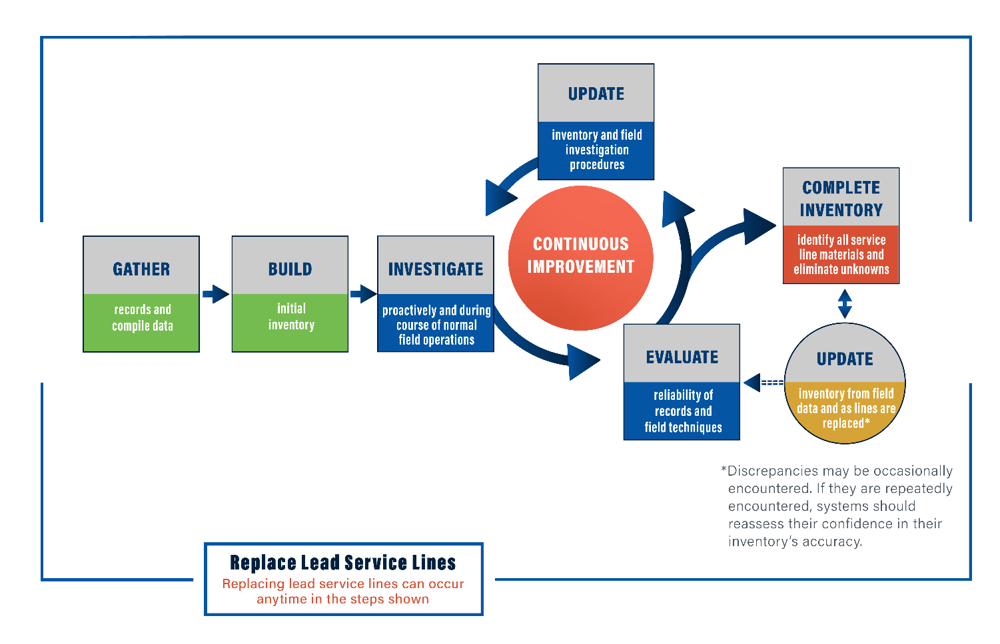 UPDATE
inventory and field
investigation
procedures
COMPLETE
INVENTORY
identify all service
line materials and
eliminate unknowns
GATHER
records and
compile data
BUILD
initial
inventory
INVESTIGATE
proactively and during
course of normal
field operations
CONTINUOUS
IMPROVEMENT
EVALUATE
reliability of
records and
field techniques
UPDATE
inventory from field
data and as lines are
replaced*
*Discrepancies may be occasionally
encountered. If they are repeatedly
encountered, systems should
reassess their confidence in their
inventory's accuracy.
Replace Lead Service Lines
Replacing lead service lines can occur
anytime in the steps shown